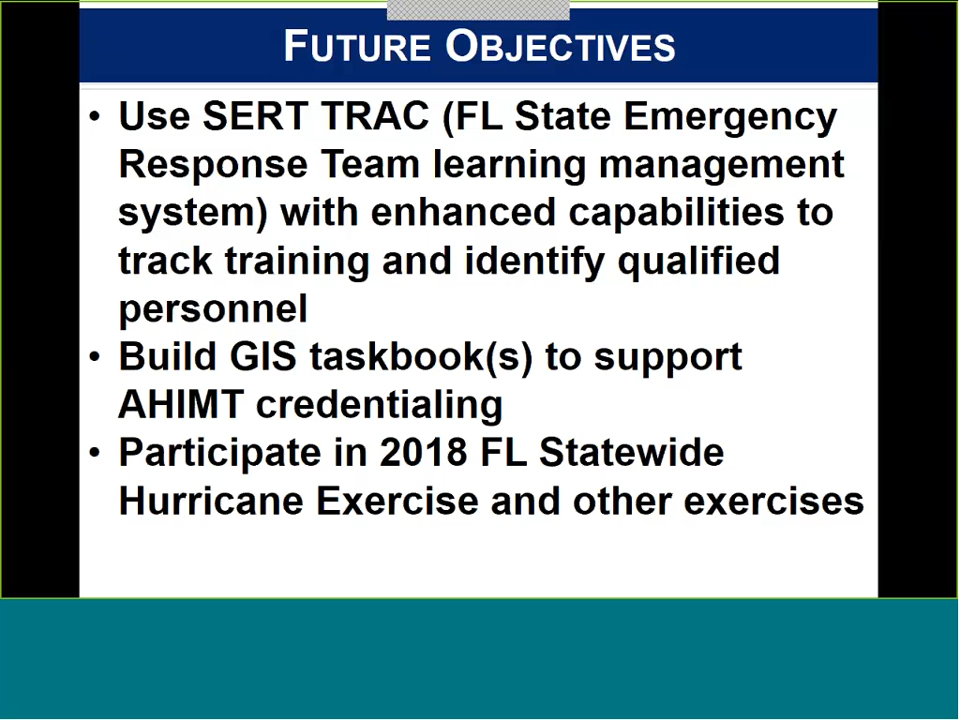 FUTURE OBJECTIVES
• Use SERT TRAC (FL State Emergency
Response Team learning management
system) with enhanced capabilities to
track training and identify qualified
personnel
• Build GIS taskbook(s) to support
AHIMT credentialing
• Participate in 2018 FL Statewide
Hurricane Exercise and other exercises